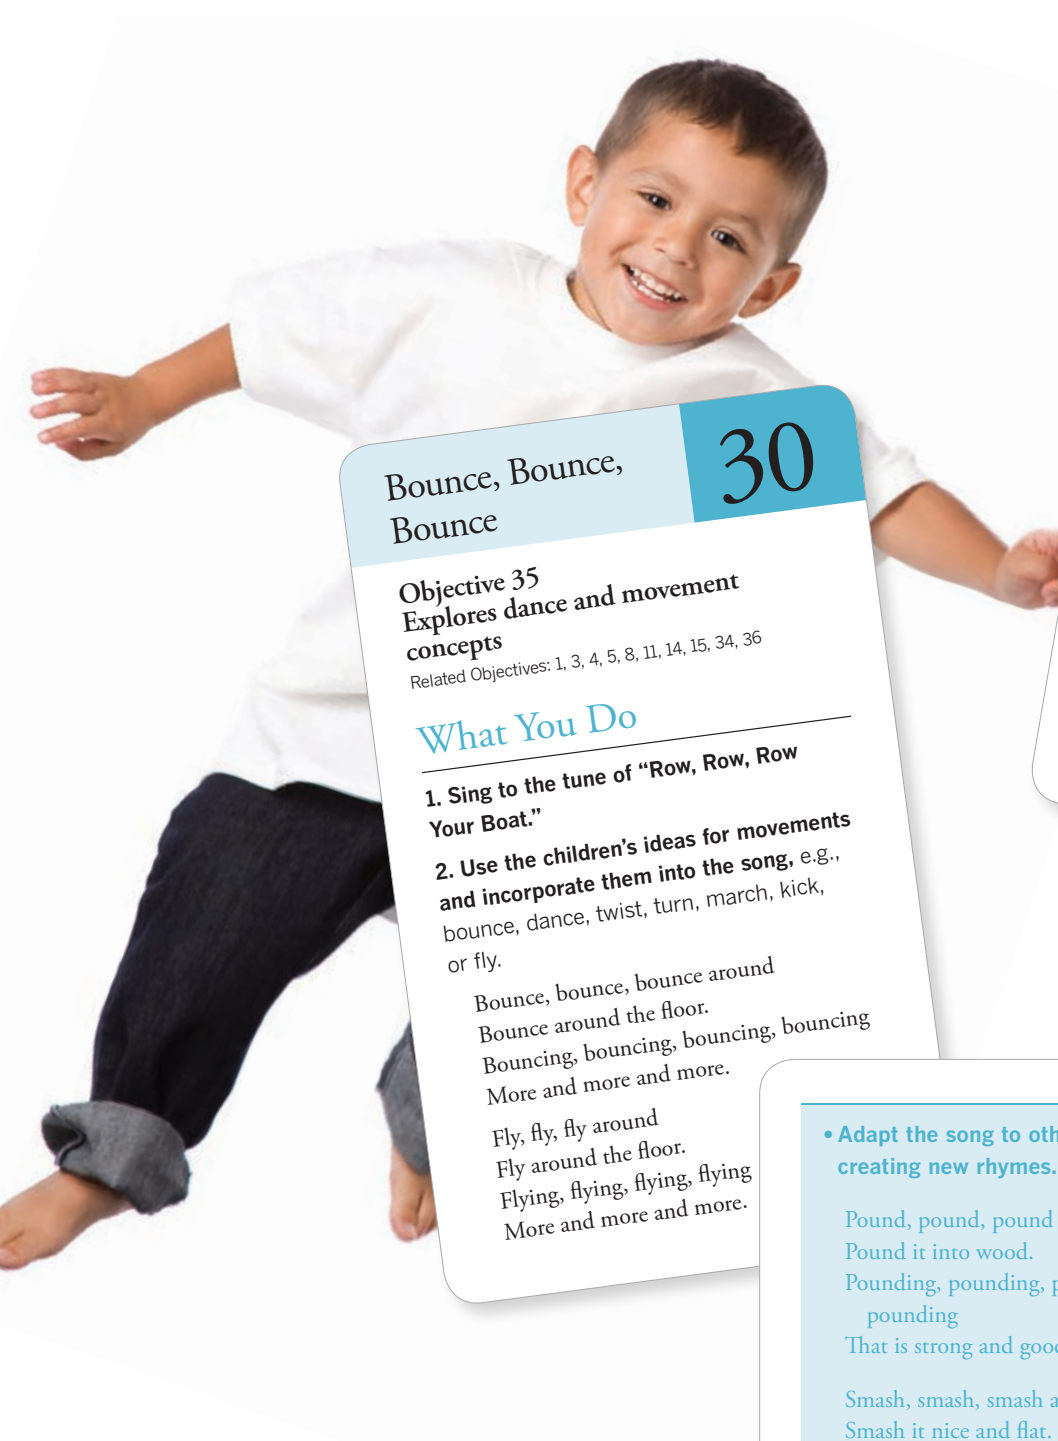 Bounce, Bounce,
Bounce
30
Objective 35
Explores dance and movement
concepts
Related Objectives: 1, 3, 4, 5, 8, 11, 14, 15, 34, 36
What You Do
1. Sing to the tune of “Row, Row, Row
Your Boat.”
2. Use the children’s ideas for movements
and incorporate them into the song, e.g.,
bounce, dance, twist, turn, march, kick,
or fly.
Bounce, bounce, bounce around
Bounce around the floor.
Bouncing, bouncing, bouncing, bouncing
More and more and more.
Fly, fly, fly around
Fly around the floor.
Flying, flying, flying, flying
More and more and more.
• Adapt the song to
creating new rhymes.
Pound, pound, pound
Pound it into wood.
Pounding, pounding,
pounding
That is strong and
Smash, smash, smash
Smash it nice and flat.